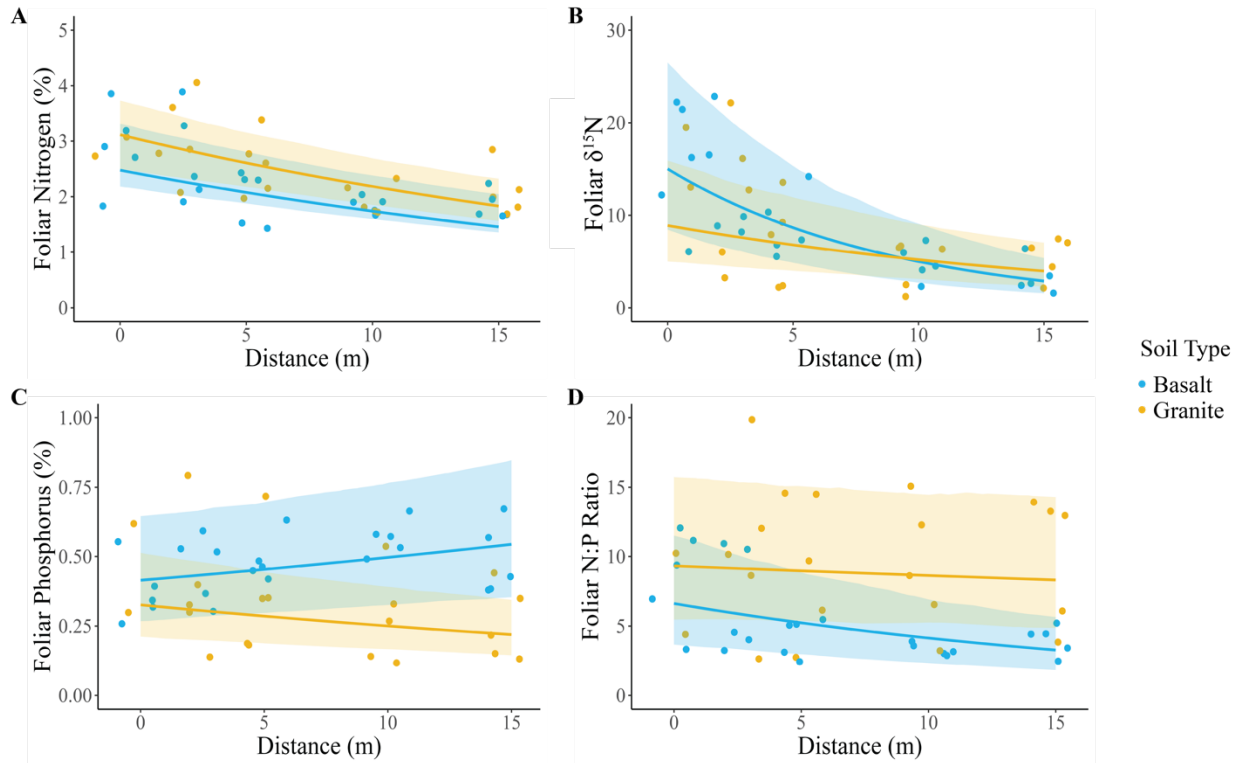 A
5
4
3
2
1
0
Foliar Nitrogen (%)
0 5 10 15
Distance (m)
B
30
20
10
0
Foliar δ¹⁵N
0 5 10 15
Distance (m)
C
1.00
0.75
0.50
0.25
0.00
Foliar Phosphorus (%)
0 5 10 15
Distance (m)
D
20
15
10
5
0
Foliar N:P Ratio
0 5 10 15
Distance (m)
Soil Type
Basalt
Granite